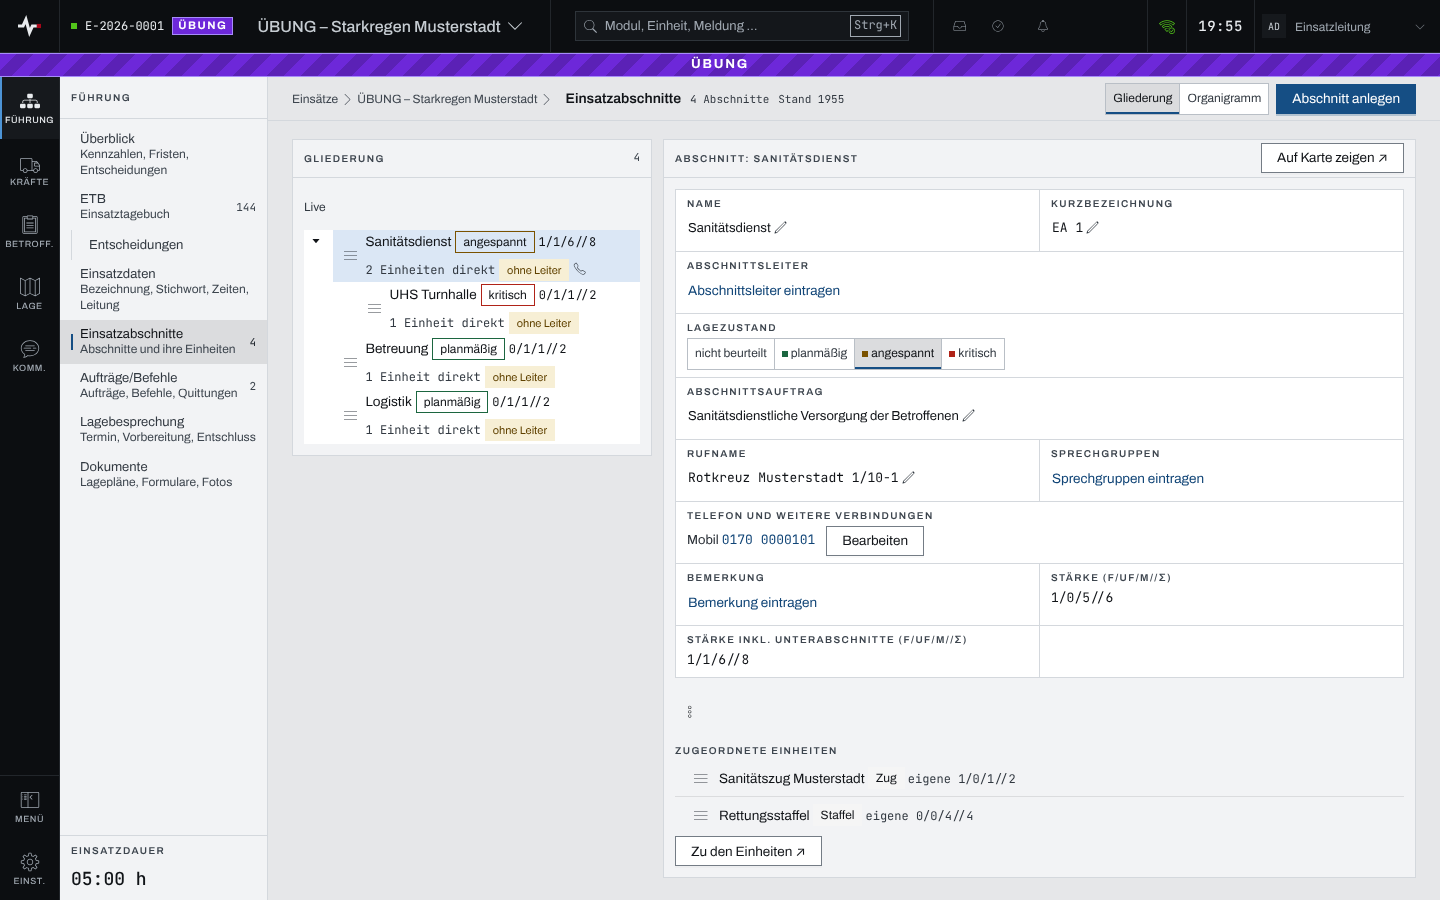 E-2026-0001 ÜBUNG ÜBUNG – Starkregen Musterstadt Modul, Einheit, Meldung ... Strg+K 19:55 AD Einsatzleitung
ÜBUNG
FÜHRUNG
KRÄFTE
BETROFF.
LAGE
KOMM.
MENÜ
EINST.
FÜHRUNG
Überblick
Kennzahlen, Fristen,
Entscheidungen
ETB
Einsatztagebuch 144
Entscheidungen
Einsatzdaten
Bezeichnung, Stichwort, Zeiten,
Leitung
Einsatzabschnitte
Abschnitte und ihre Einheiten 4
Aufträge/Befehle
Aufträge, Befehle, Quittungen 2
Lagebesprechung
Termin, Vorbereitung, Entschluss
Dokumente
Lagepläne, Formulare, Fotos
EINSATZDAUER
05:00 h
Einsätze ÜBUNG – Starkregen Musterstadt Einsatzabschnitte 4 Abschnitte Stand 1955
Gliederung Organigramm Abschnitt anlegen
GLIEDERUNG 4
Live
Sanitätsdienst angespannt 1/1/6//8
2 Einheiten direkt ohne Leiter
UHS Turnhalle kritisch 0/1/1//2
1 Einheit direkt ohne Leiter
Betreuung planmäßig 0/1/1//2
1 Einheit direkt ohne Leiter
Logistik planmäßig 0/1/1//2
1 Einheit direkt ohne Leiter
ABSCHNITT: SANITÄTSDIENST Auf Karte zeigen
NAME
Sanitätsdienst
KURZBEZEICHNUNG
EA 1
ABSCHNITTSLEITER
Abschnittsleiter eintragen
LAGEZUSTAND
nicht beurteilt planmäßig angespannt kritisch
ABSCHNITTSAUFTRAG
Sanitätsdienstliche Versorgung der Betroffenen
RUFNAME
Rotkreuz Musterstadt 1/10-1
SPRECHGRUPPEN
Sprechgruppen eintragen
TELEFON UND WEITERE VERBINDUNGEN
Mobil 0170 0000101 Bearbeiten
BEMERKUNG
Bemerkung eintragen
STÄRKE (F/UF/M//Σ)
1/0/5//6
STÄRKE INKL. UNTERABSCHNITTE (F/UF/M//Σ)
1/1/6//8
ZUGEORDNETE EINHEITEN
Sanitätszug Musterstadt Zug eigene 1/0/1//2
Rettungsstaffel Staffel eigene 0/0/4//4
Zu den Einheiten